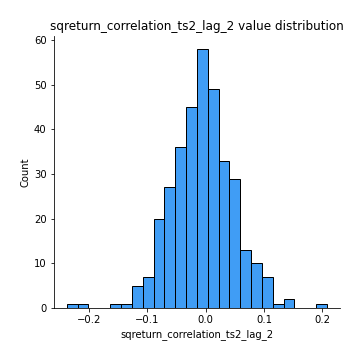 sqreturn_correlation_ts2_lag_2 value distribution
60
50
40
30
20
10
0
Count
−0.2 −0.1 0.0 0.1 0.2
sqreturn_correlation_ts2_lag_2